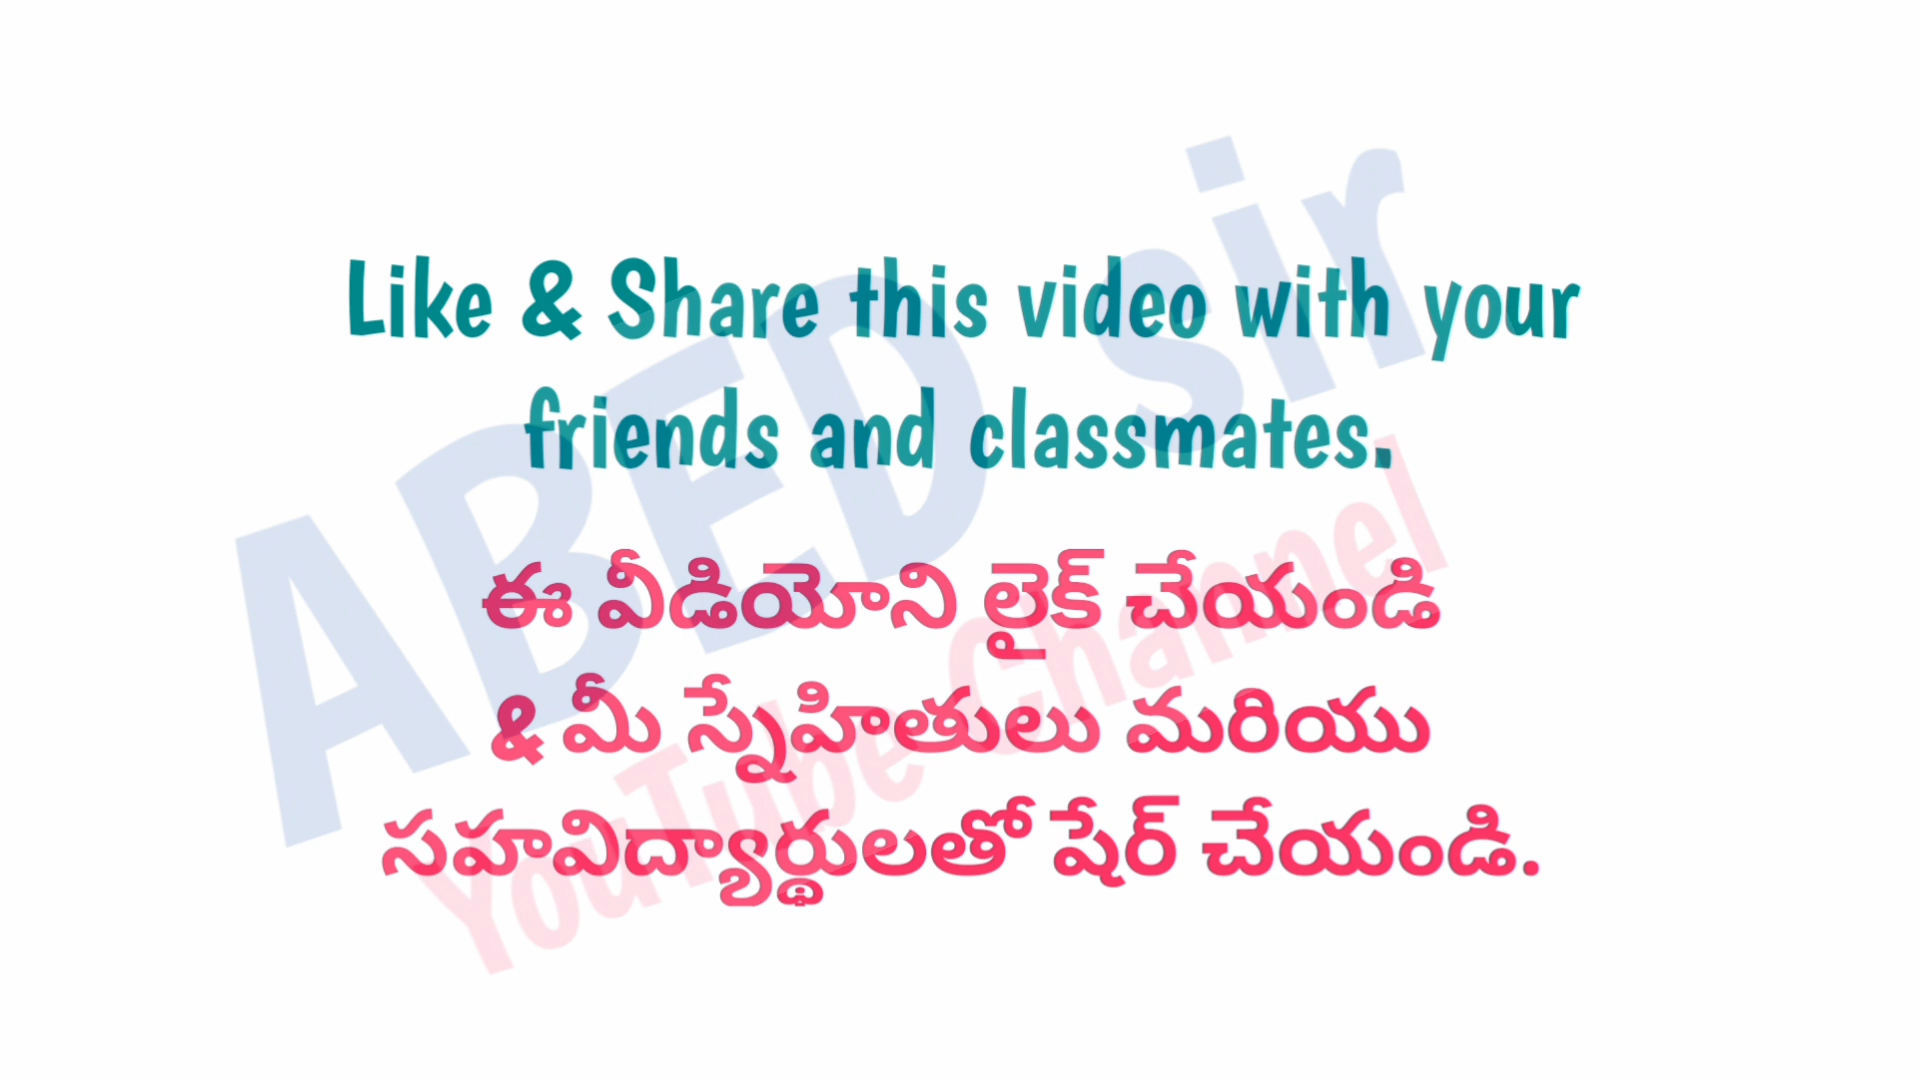 Like & Share this video with your
friends and classmates.
ఈ వీడియోని లైక్ చేయండి
& మీ స్నేహితులు మరియు
సహవిద్యార్థులతో షేర్ చేయండి.
ABED sir
YouTube Channel